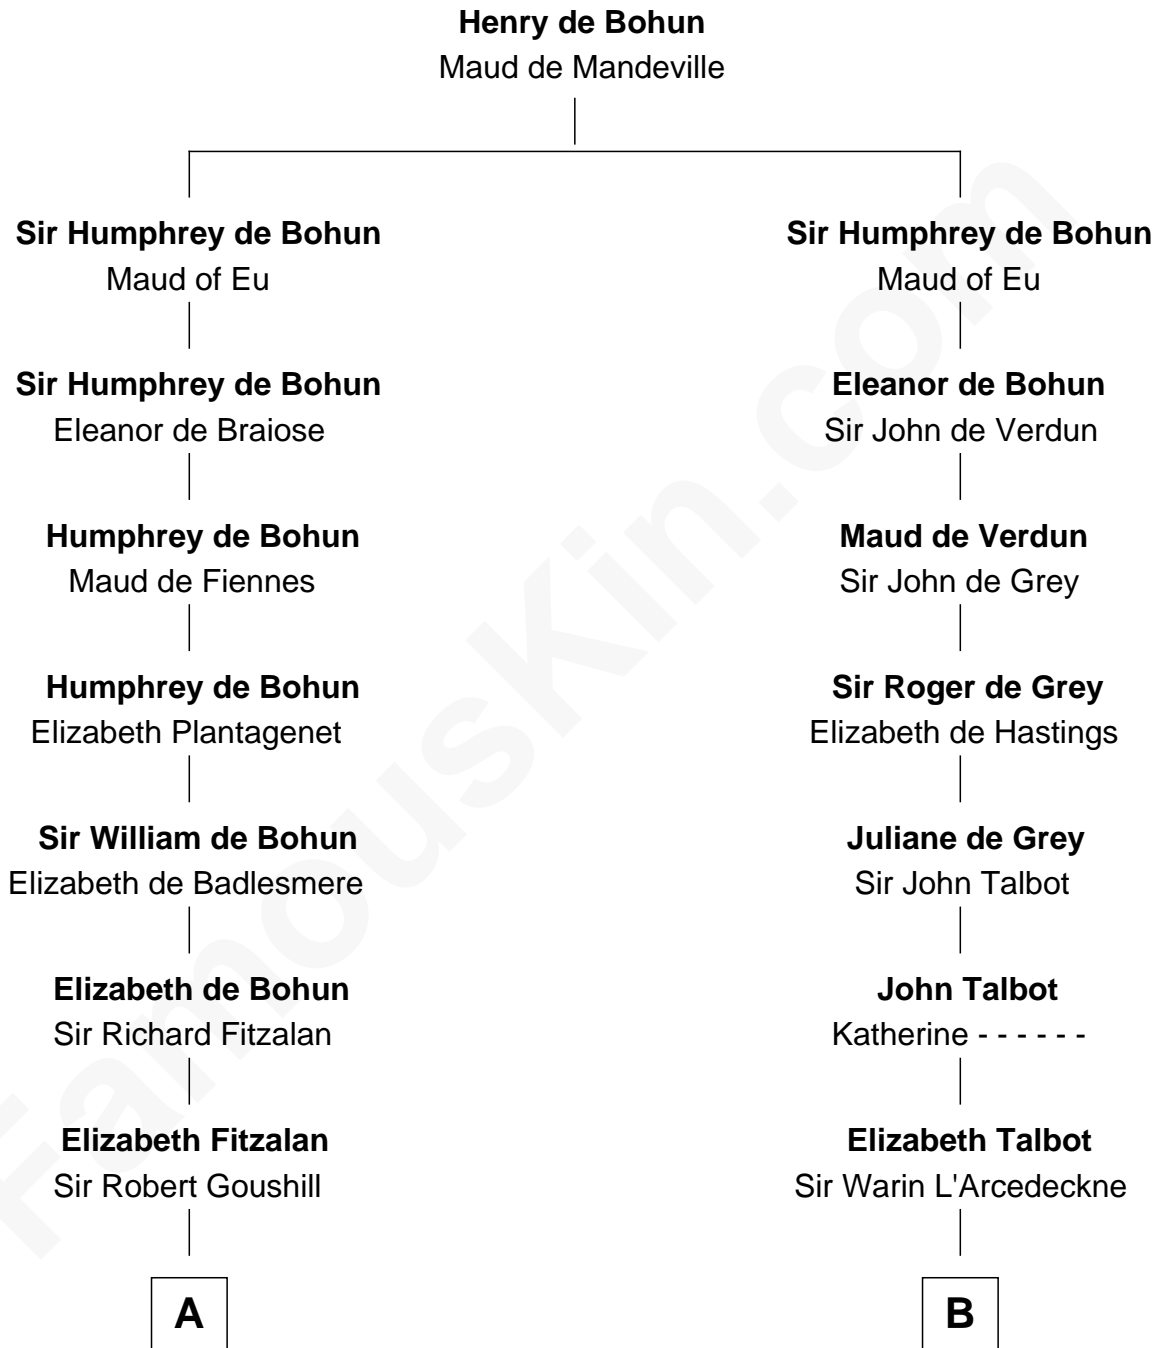 Henry de Bohun
Maud de Mandeville
Sir Humphrey de Bohun
Maud of Eu
Sir Humphrey de Bohun
Maud of Eu
Sir Humphrey de Bohun
Eleanor de Braiose
Eleanor de Bohun
Sir John de Verdun
Humphrey de Bohun
Maud de Fiennes
Maud de Verdun
Sir John de Grey
Humphrey de Bohun
Elizabeth Plantagenet
Sir Roger de Grey
Elizabeth de Hastings
Sir William de Bohun
Elizabeth de Badlesmere
Juliane de Grey
Sir John Talbot
Elizabeth de Bohun
Sir Richard Fitzalan
John Talbot
Katherine - - - - - -
Elizabeth Fitzalan
Sir Robert Goushill
Elizabeth Talbot
Sir Warin L'Arcedeckne
A
B
FamousKin.com